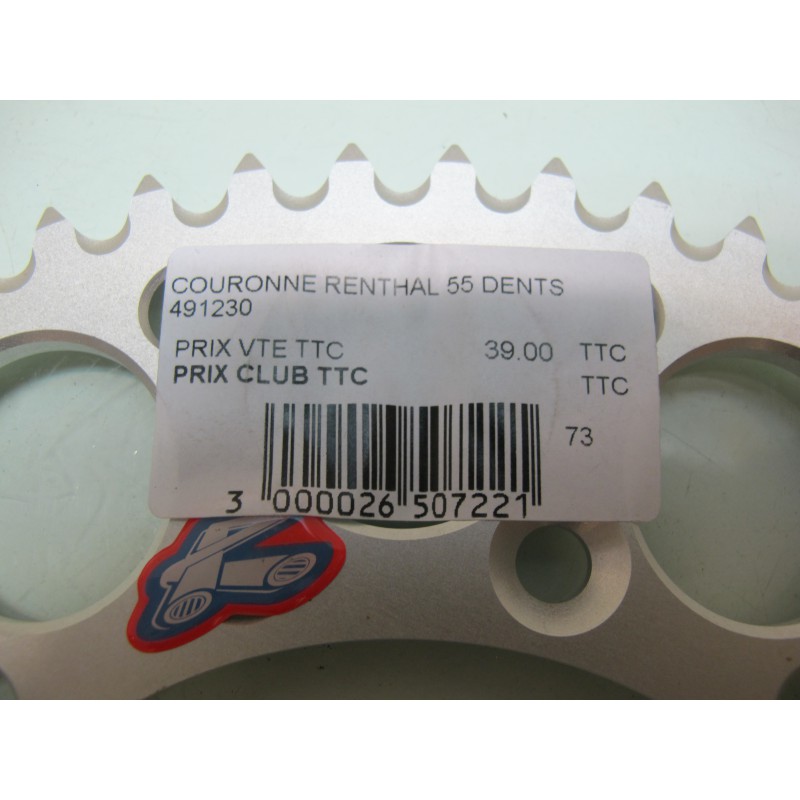 COURONNE RENTHAL 55 DENTS
491230
PRIX VTE TTC 39.00 TTC
PRIX CLUB TTC TTC
73
3 000026 507221